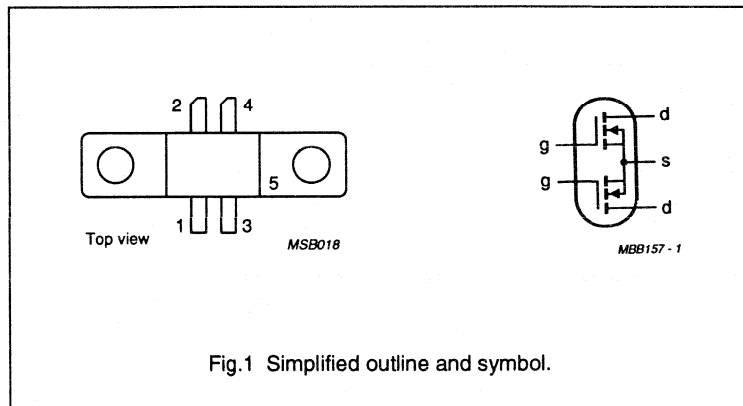 2 4
5
1 3
Top view
MSB018
d
g
s
g
d
MBB157 - 1
Fig.1 Simplified outline and symbol.